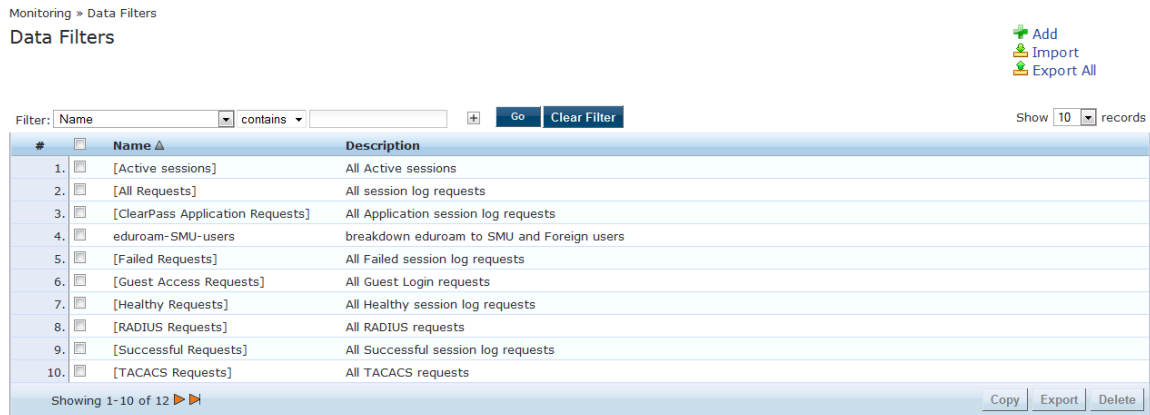 Monitoring » Data Filters
Data Filters
Add
Import
Export All
Filter: Name contains Go Clear Filter Show 10 records
# Name Description
1. [Active sessions] All Active sessions
2. [All Requests] All session log requests
3. [ClearPass Application Requests] All Application session log requests
4. eduroam-SMU-users breakdown eduroam to SMU and Foreign users
5. [Failed Requests] All Failed session log requests
6. [Guest Access Requests] All Guest Login requests
7. [Healthy Requests] All Healthy session log requests
8. [RADIUS Requests] All RADIUS requests
9. [Successful Requests] All Successful session log requests
10. [TACACS Requests] All TACACS requests
Showing 1-10 of 12 Copy Export Delete